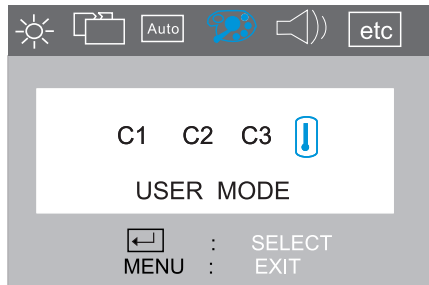 Auto etc
C1 C2 C3
USER MODE
: SELECT
MENU : EXIT